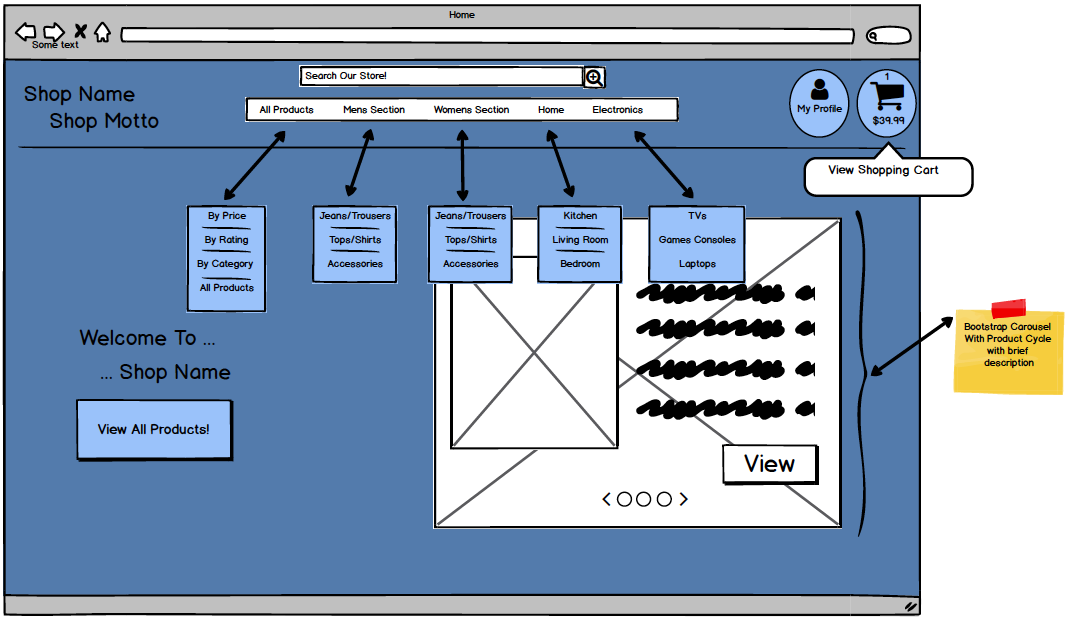 Home
Some text
Search Our Store!
Shop Name
Shop Motto
All Products
Mens Section
Womens Section
Home
Electronics
My Profile
1
$39.99
View Shopping Cart
By Price
By Rating
By Category
All Products
Jeans/Trousers
Tops/Shirts
Accessories
Jeans/Trousers
Tops/Shirts
Accessories
Kitchen
Living Room
Bedroom
TVs
Games Consoles
Laptops
Welcome To ...
... Shop Name
View All Products!
View
Bootstrap Carousel
With Product Cycle
with brief
description